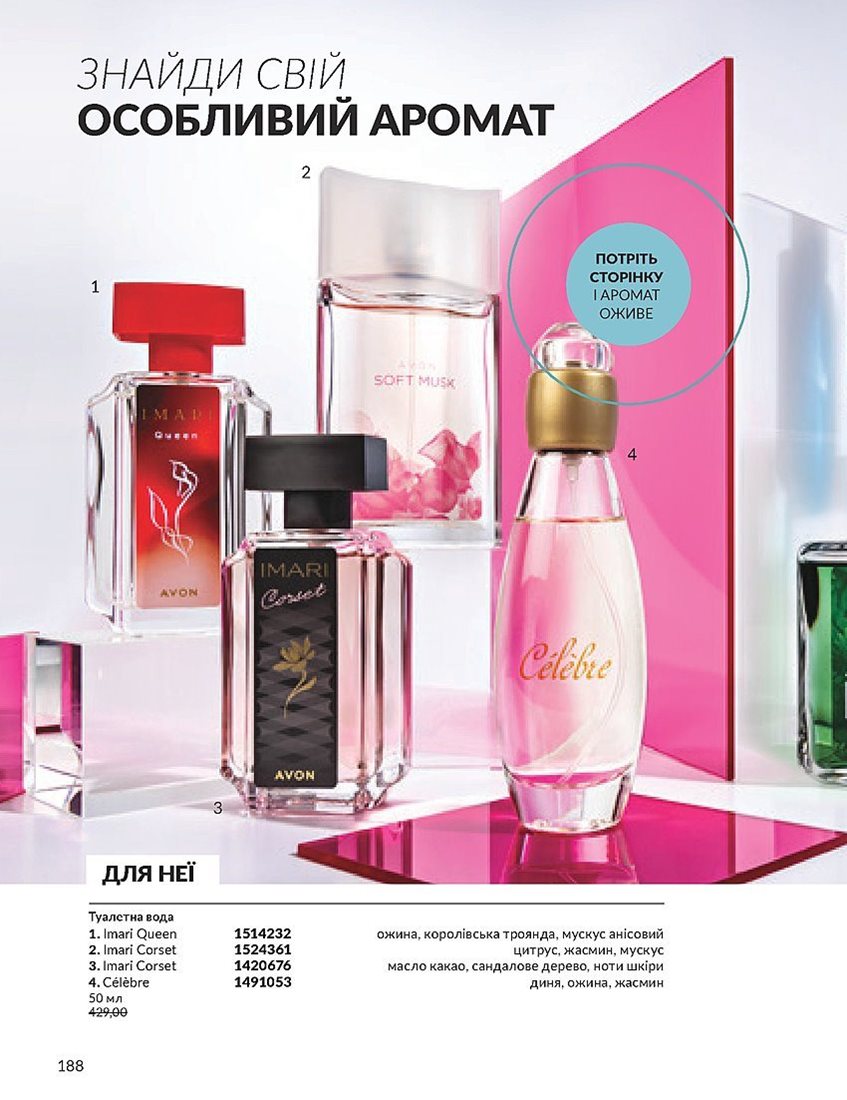 ЗНАЙДИ СВІЙ
ОСОБЛИВИЙ АРОМАТ
2
ПОТРІТЬ
СТОРІНКУ
І АРОМАТ
ОЖИВЕ
1
AVON
SOFT MUSK
IMARI
Queen
AVON
4
IMARI
Corset
AVON
Célèbre
3
ДЛЯ НЕЇ
Туалетна вода
1. Imari Queen 1514232 ожина, королівська троянда, мускус анісовий
2. Imari Corset 1524361 цитрус, жасмин, мускус
3. Imari Corset 1420676 масло какао, сандалове дерево, ноти шкіри
4. Célèbre 1491053 диня, ожина, жасмин
50 мл
429,00
188